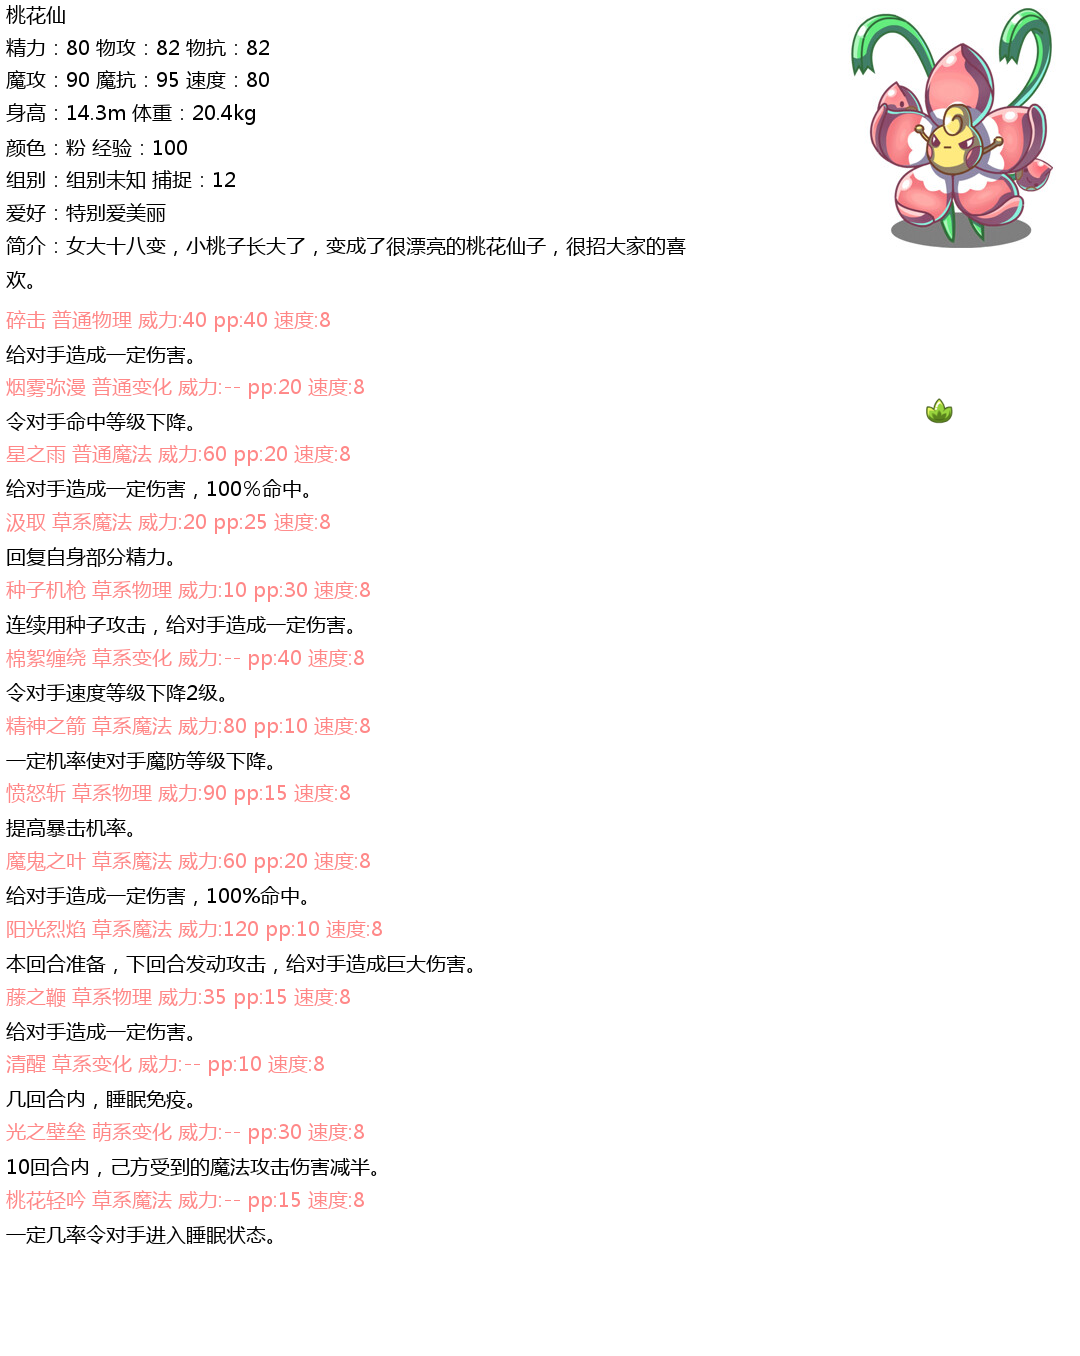 桃花仙
精力：80 物攻：82 物抗：82
魔攻：90 魔抗：95 速度：80
身高：14.3m 体重：20.4kg
颜色：粉 经验：100
组别：组别未知 捕捉：12
爱好：特别爱美丽
简介：女大十八变，小桃子长大了，变成了很漂亮的桃花仙子，很招大家的喜
欢。
碎击 普通物理 威力:40 pp:40 速度:8
给对手造成一定伤害。
烟雾弥漫 普通变化 威力:-- pp:20 速度:8
令对手命中等级下降。
星之雨 普通魔法 威力:60 pp:20 速度:8
给对手造成一定伤害，100％命中。
汲取 草系魔法 威力:20 pp:25 速度:8
回复自身部分精力。
种子机枪 草系物理 威力:10 pp:30 速度:8
连续用种子攻击，给对手造成一定伤害。
棉絮缠绕 草系变化 威力:-- pp:40 速度:8
令对手速度等级下降2级。
精神之箭 草系魔法 威力:80 pp:10 速度:8
一定机率使对手魔防等级下降。
愤怒斩 草系物理 威力:90 pp:15 速度:8
提高暴击机率。
魔鬼之叶 草系魔法 威力:60 pp:20 速度:8
给对手造成一定伤害，100%命中。
阳光烈焰 草系魔法 威力:120 pp:10 速度:8
本回合准备，下回合发动攻击，给对手造成巨大伤害。
藤之鞭 草系物理 威力:35 pp:15 速度:8
给对手造成一定伤害。
清醒 草系变化 威力:-- pp:10 速度:8
几回合内，睡眠免疫。
光之壁垒 萌系变化 威力:-- pp:30 速度:8
10回合内，己方受到的魔法攻击伤害减半。
桃花轻吟 草系魔法 威力:-- pp:15 速度:8
一定几率令对手进入睡眠状态。